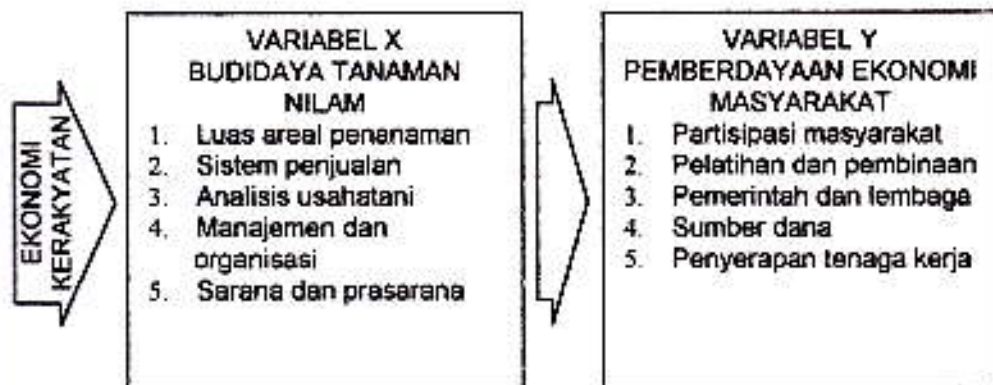 EKONOMI
KERAKYATAN
VARIABEL X
BUDIDAYA TANAMAN
NILAM
1. Luas areal penanaman
2. Sistem penjualan
3. Analisis usahatani
4. Manajemen dan
organisasi
5. Sarana dan prasarana
VARIABEL Y
PEMBERDAYAAN EKONOMI
MASYARAKAT
1. Partisipasi masyarakat
2. Pelatihan dan pembinaan
3. Pemerintah dan lembaga
4. Sumber dana
5. Penyerapan tenaga kerja